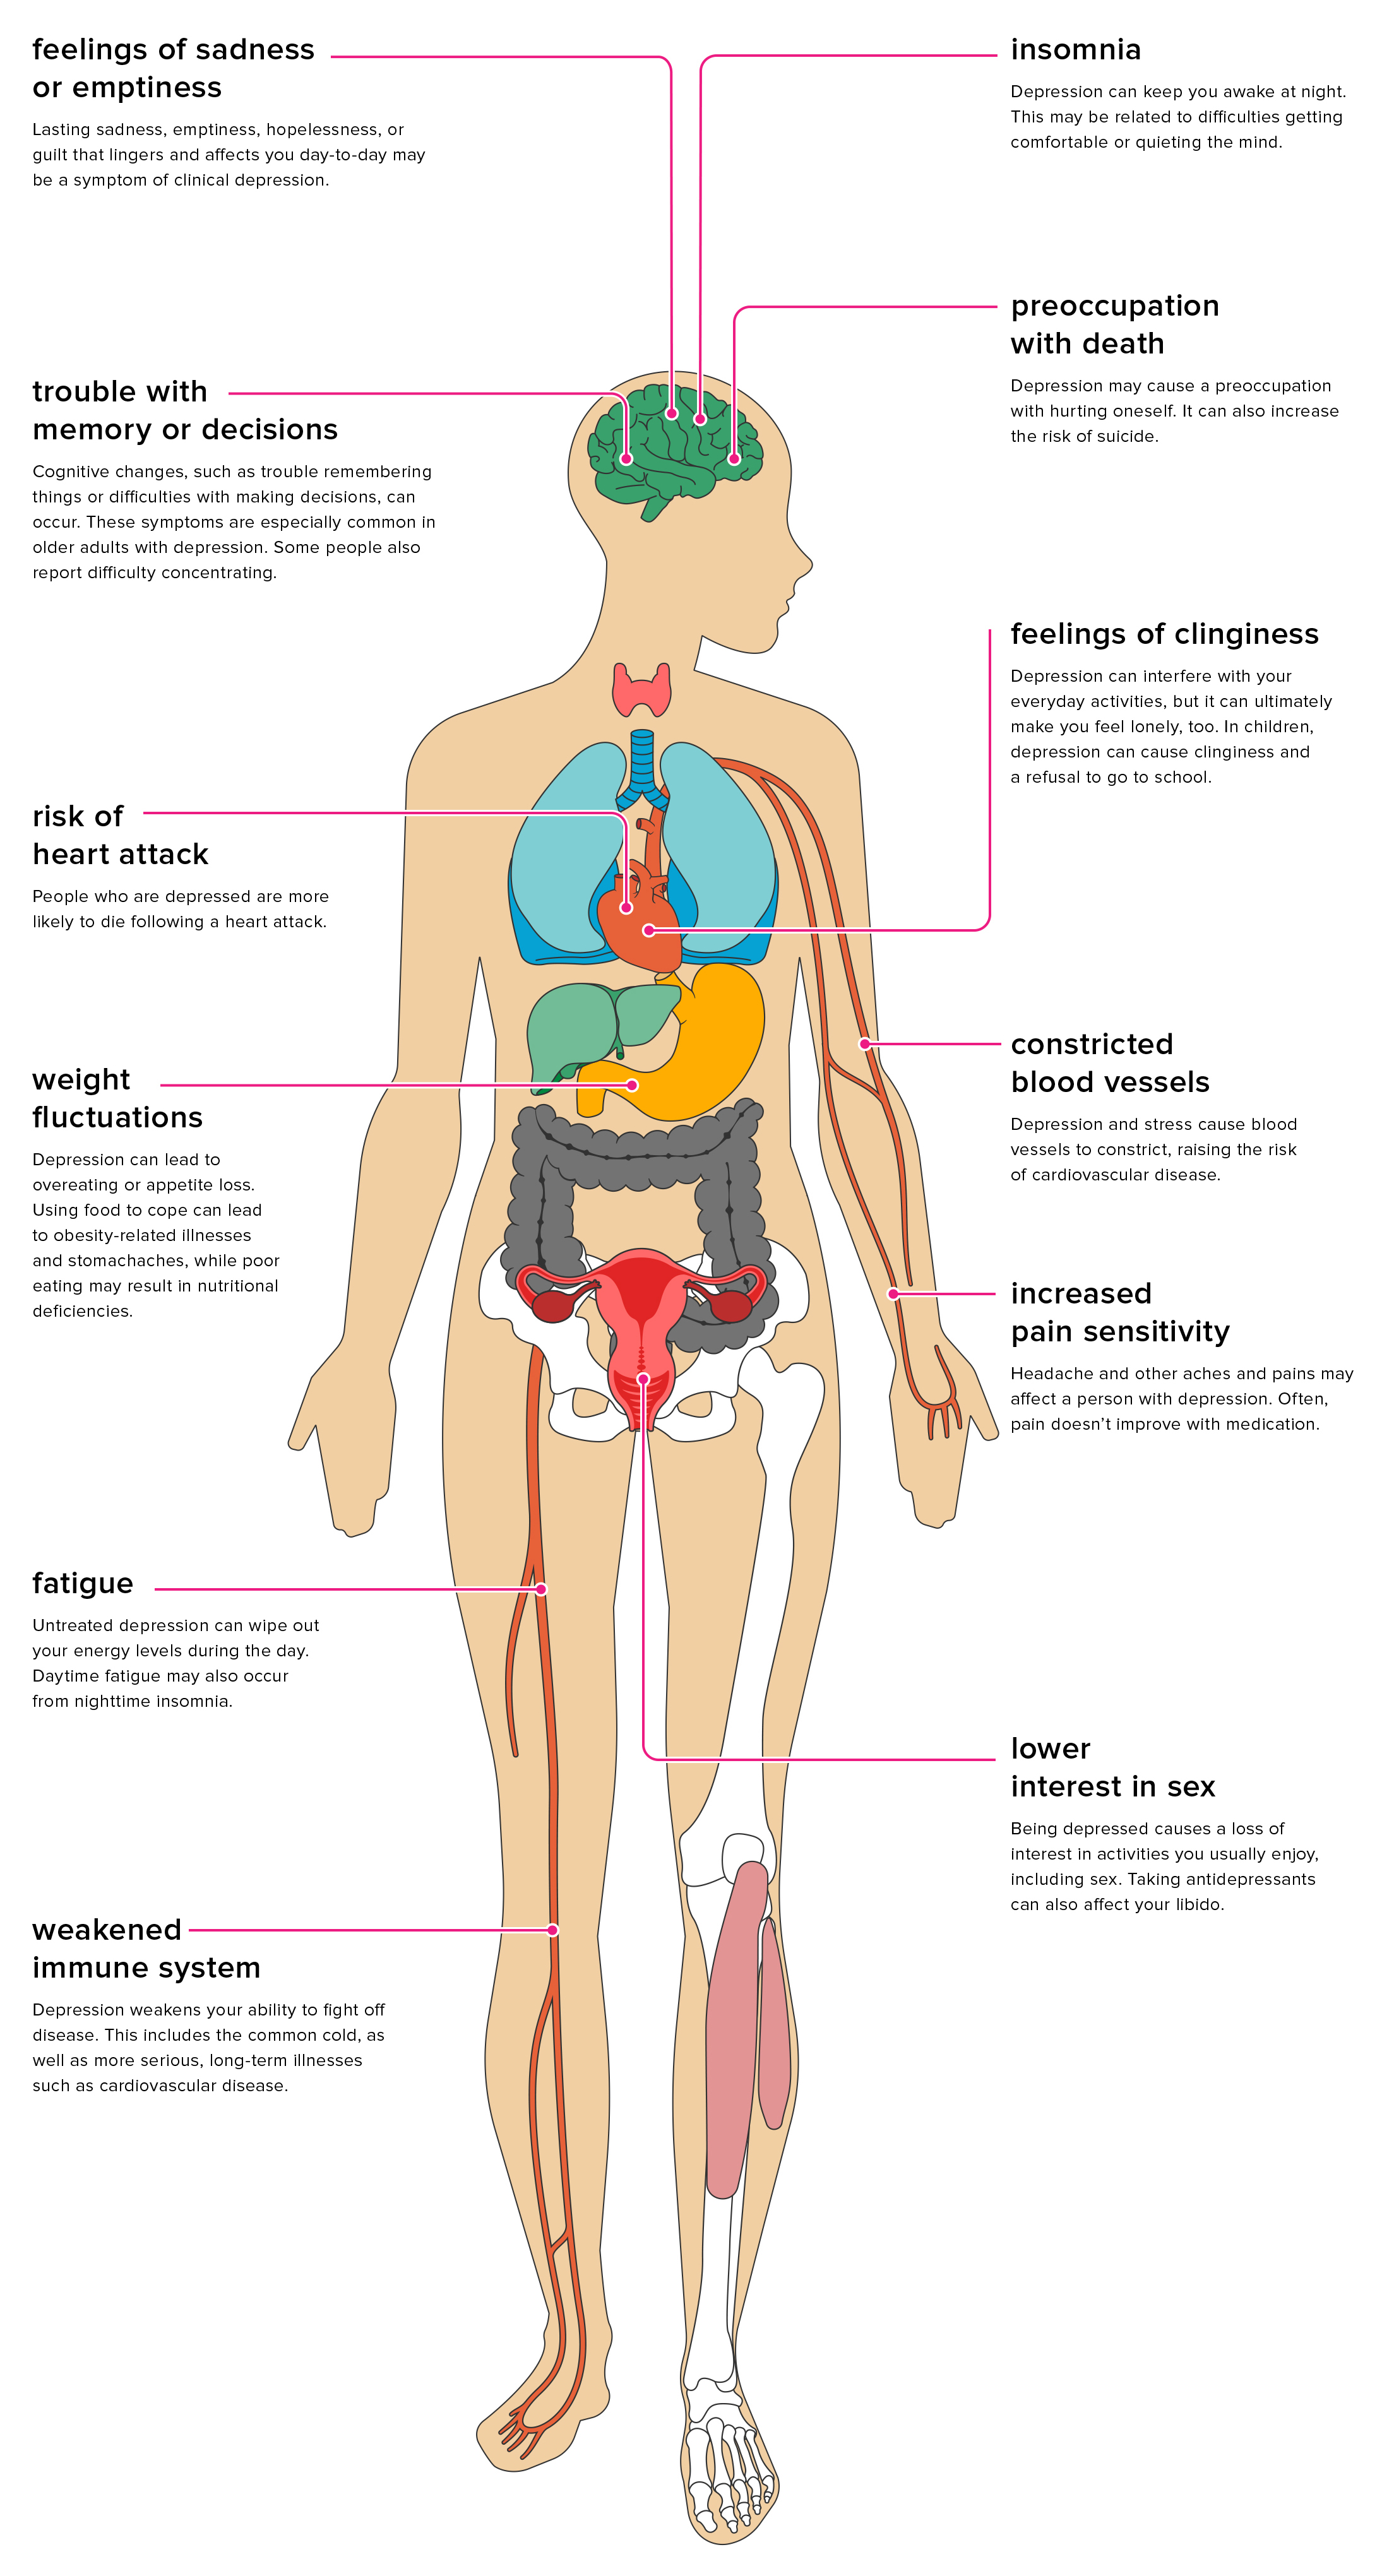 feelings of sadness
or emptiness
Lasting sadness, emptiness, hopelessness, or
guilt that lingers and affects you day-to-day may
be a symptom of clinical depression.
insomnia
Depression can keep you awake at night.
This may be related to difficulties getting
comfortable or quieting the mind.
preoccupation
with death
Depression may cause a preoccupation
with hurting oneself. It can also increase
the risk of suicide.
trouble with
memory or decisions
Cognitive changes, such as trouble remembering
things or difficulties with making decisions, can
occur. These symptoms are especially common in
older adults with depression. Some people also
report difficulty concentrating.
feelings of clinginess
Depression can interfere with your
everyday activities, but it can ultimately
make you feel lonely, too. In children,
depression can cause clinginess and
a refusal to go to school.
risk of
heart attack
People who are depressed are more
likely to die following a heart attack.
constricted
blood vessels
Depression and stress cause blood
vessels to constrict, raising the risk
of cardiovascular disease.
weight
fluctuations
Depression can lead to
overeating or appetite loss.
Using food to cope can lead
to obesity-related illnesses
and stomachaches, while poor
eating may result in nutritional
deficiencies.
increased
pain sensitivity
Headache and other aches and pains may
affect a person with depression. Often,
pain doesn’t improve with medication.
fatigue
Untreated depression can wipe out
your energy levels during the day.
Daytime fatigue may also occur
from nighttime insomnia.
lower
interest in sex
Being depressed causes a loss of
interest in activities you usually enjoy,
including sex. Taking antidepressants
can also affect your libido.
weakened
immune system
Depression weakens your ability to fight off
disease. This includes the common cold, as
well as more serious, long-term illnesses
such as cardiovascular disease.